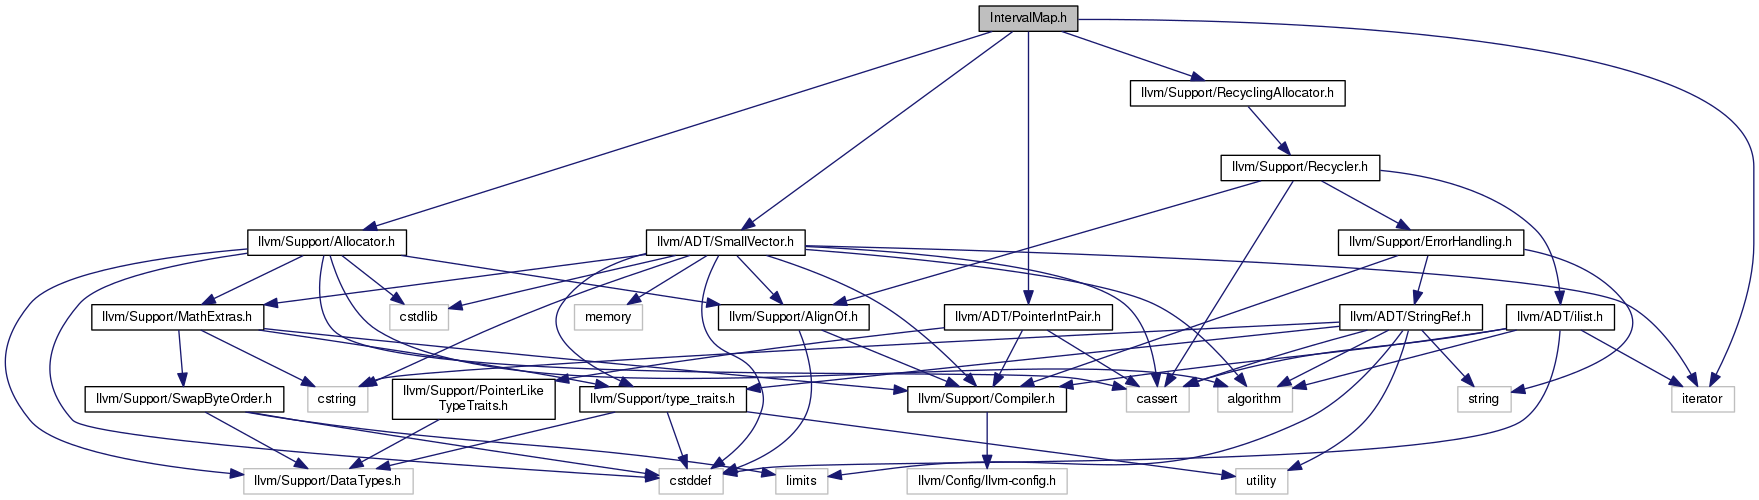 IntervalMap.h
llvm/Support/RecyclingAllocator.h
llvm/Support/Recycler.h
llvm/Support/Allocator.h
llvm/ADT/SmallVector.h
llvm/Support/ErrorHandling.h
llvm/Support/MathExtras.h
cstdlib
memory
llvm/Support/AlignOf.h
llvm/ADT/PointerIntPair.h
llvm/ADT/StringRef.h
llvm/ADT/ilist.h
llvm/Support/SwapByteOrder.h
cstring
llvm/Support/PointerLike
TypeTraits.h
llvm/Support/type_traits.h
llvm/Support/Compiler.h
cassert
algorithm
string
iterator
llvm/Support/DataTypes.h
cstddef
limits
llvm/Config/llvm-config.h
utility